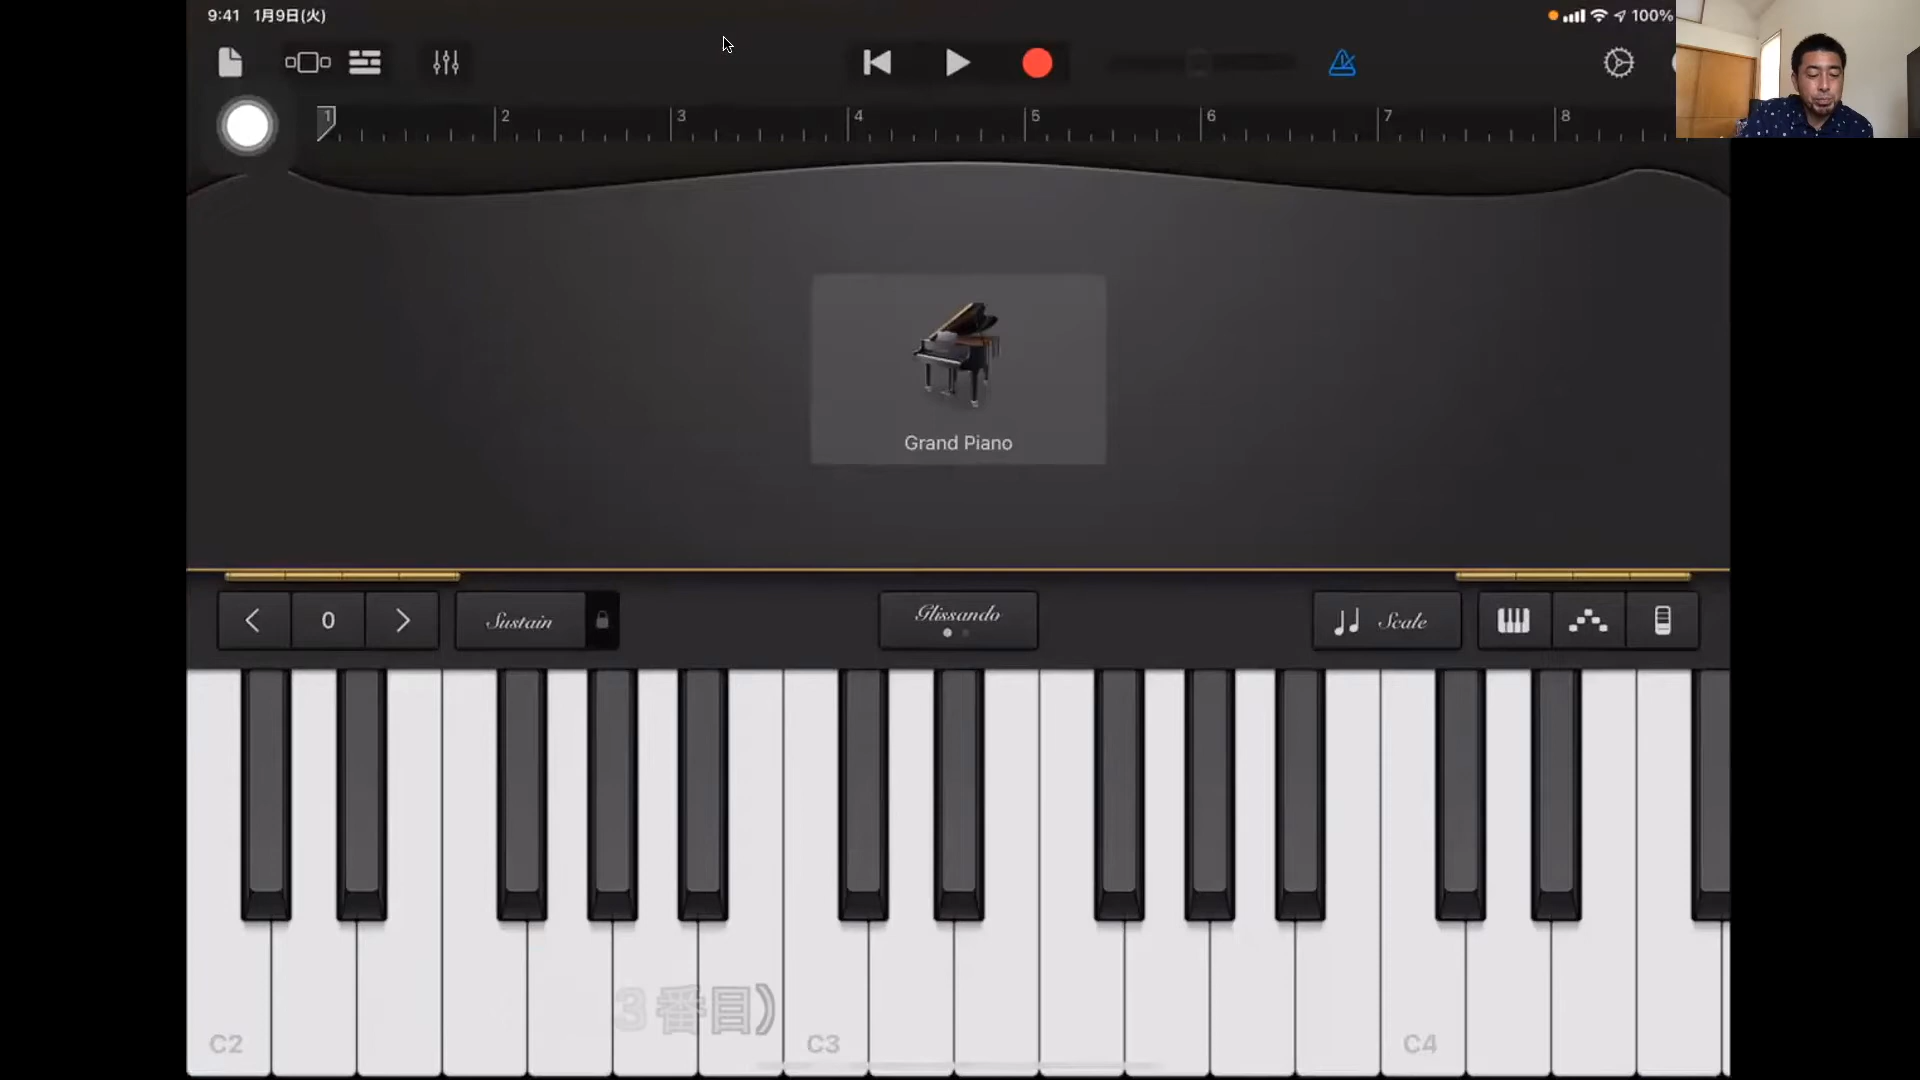 9:41 1月9日(火) 100%
1 2 3 4 5 6 7 8
Grand Piano
0 Sustain Glissando Scale
3番目)
C2 C3 C4